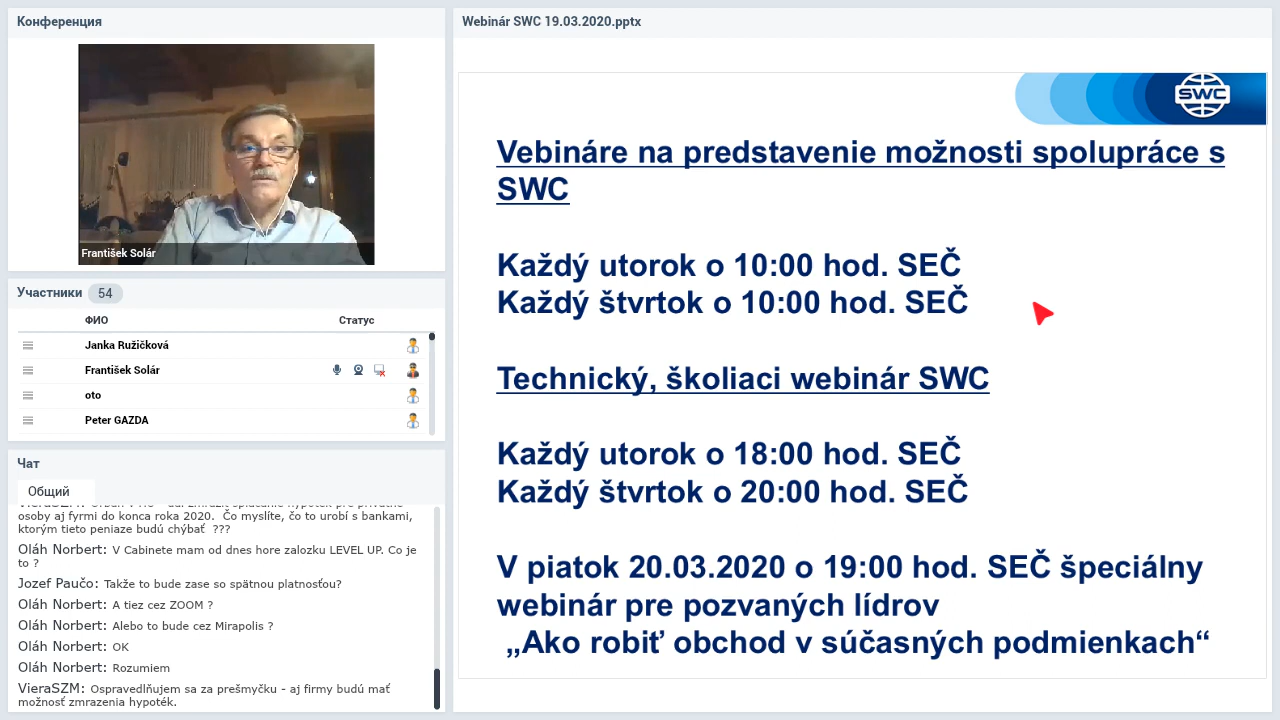 Конференция
František Solár
Участники 54
ФИО Статус
Janka Ružičková
František Solár
oto
Peter GAZDA
Чат
Общий
osoby aj fyrmi do konca roka 2020. Čo myslíte, čo to urobí s bankami,
ktorým tieto peniaze budú chýbať ???
Oláh Norbert: V Cabinete mam od dnes hore zalozku LEVEL UP. Co je
to ?
Jozef Paučo: Takže to bude zase so spätnou platnosťou?
Oláh Norbert: A tiez cez ZOOM ?
Oláh Norbert: Alebo to bude cez Mirapolis ?
Oláh Norbert: OK
Oláh Norbert: Rozumiem
VieraSZM: Ospravedlňujem sa za prešmyčku - aj firmy budú mať
možnosť zmrazenia hypoték.
Webinár SWC 19.03.2020.pptx
SWC
Vebináre na predstavenie možnosti spolupráce s
SWC
Každý utorok o 10:00 hod. SEČ
Každý štvrtok o 10:00 hod. SEČ
Technický, školiaci webinár SWC
Každý utorok o 18:00 hod. SEČ
Každý štvrtok o 20:00 hod. SEČ
V piatok 20.03.2020 o 19:00 hod. SEČ špeciálny
webinár pre pozvaných lídrov
„Ako robiť obchod v súčasných podmienkach“